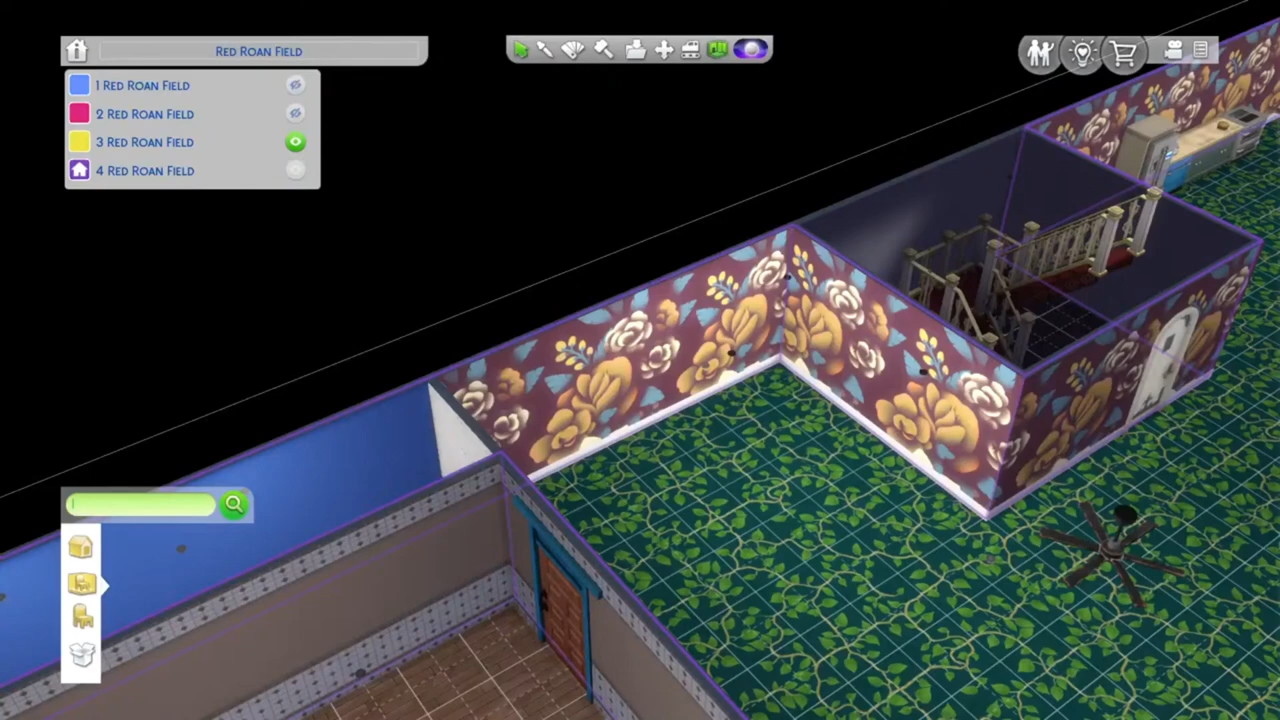 RED ROAN FIELD
1 RED ROAN FIELD
2 RED ROAN FIELD
3 RED ROAN FIELD
4 RED ROAN FIELD